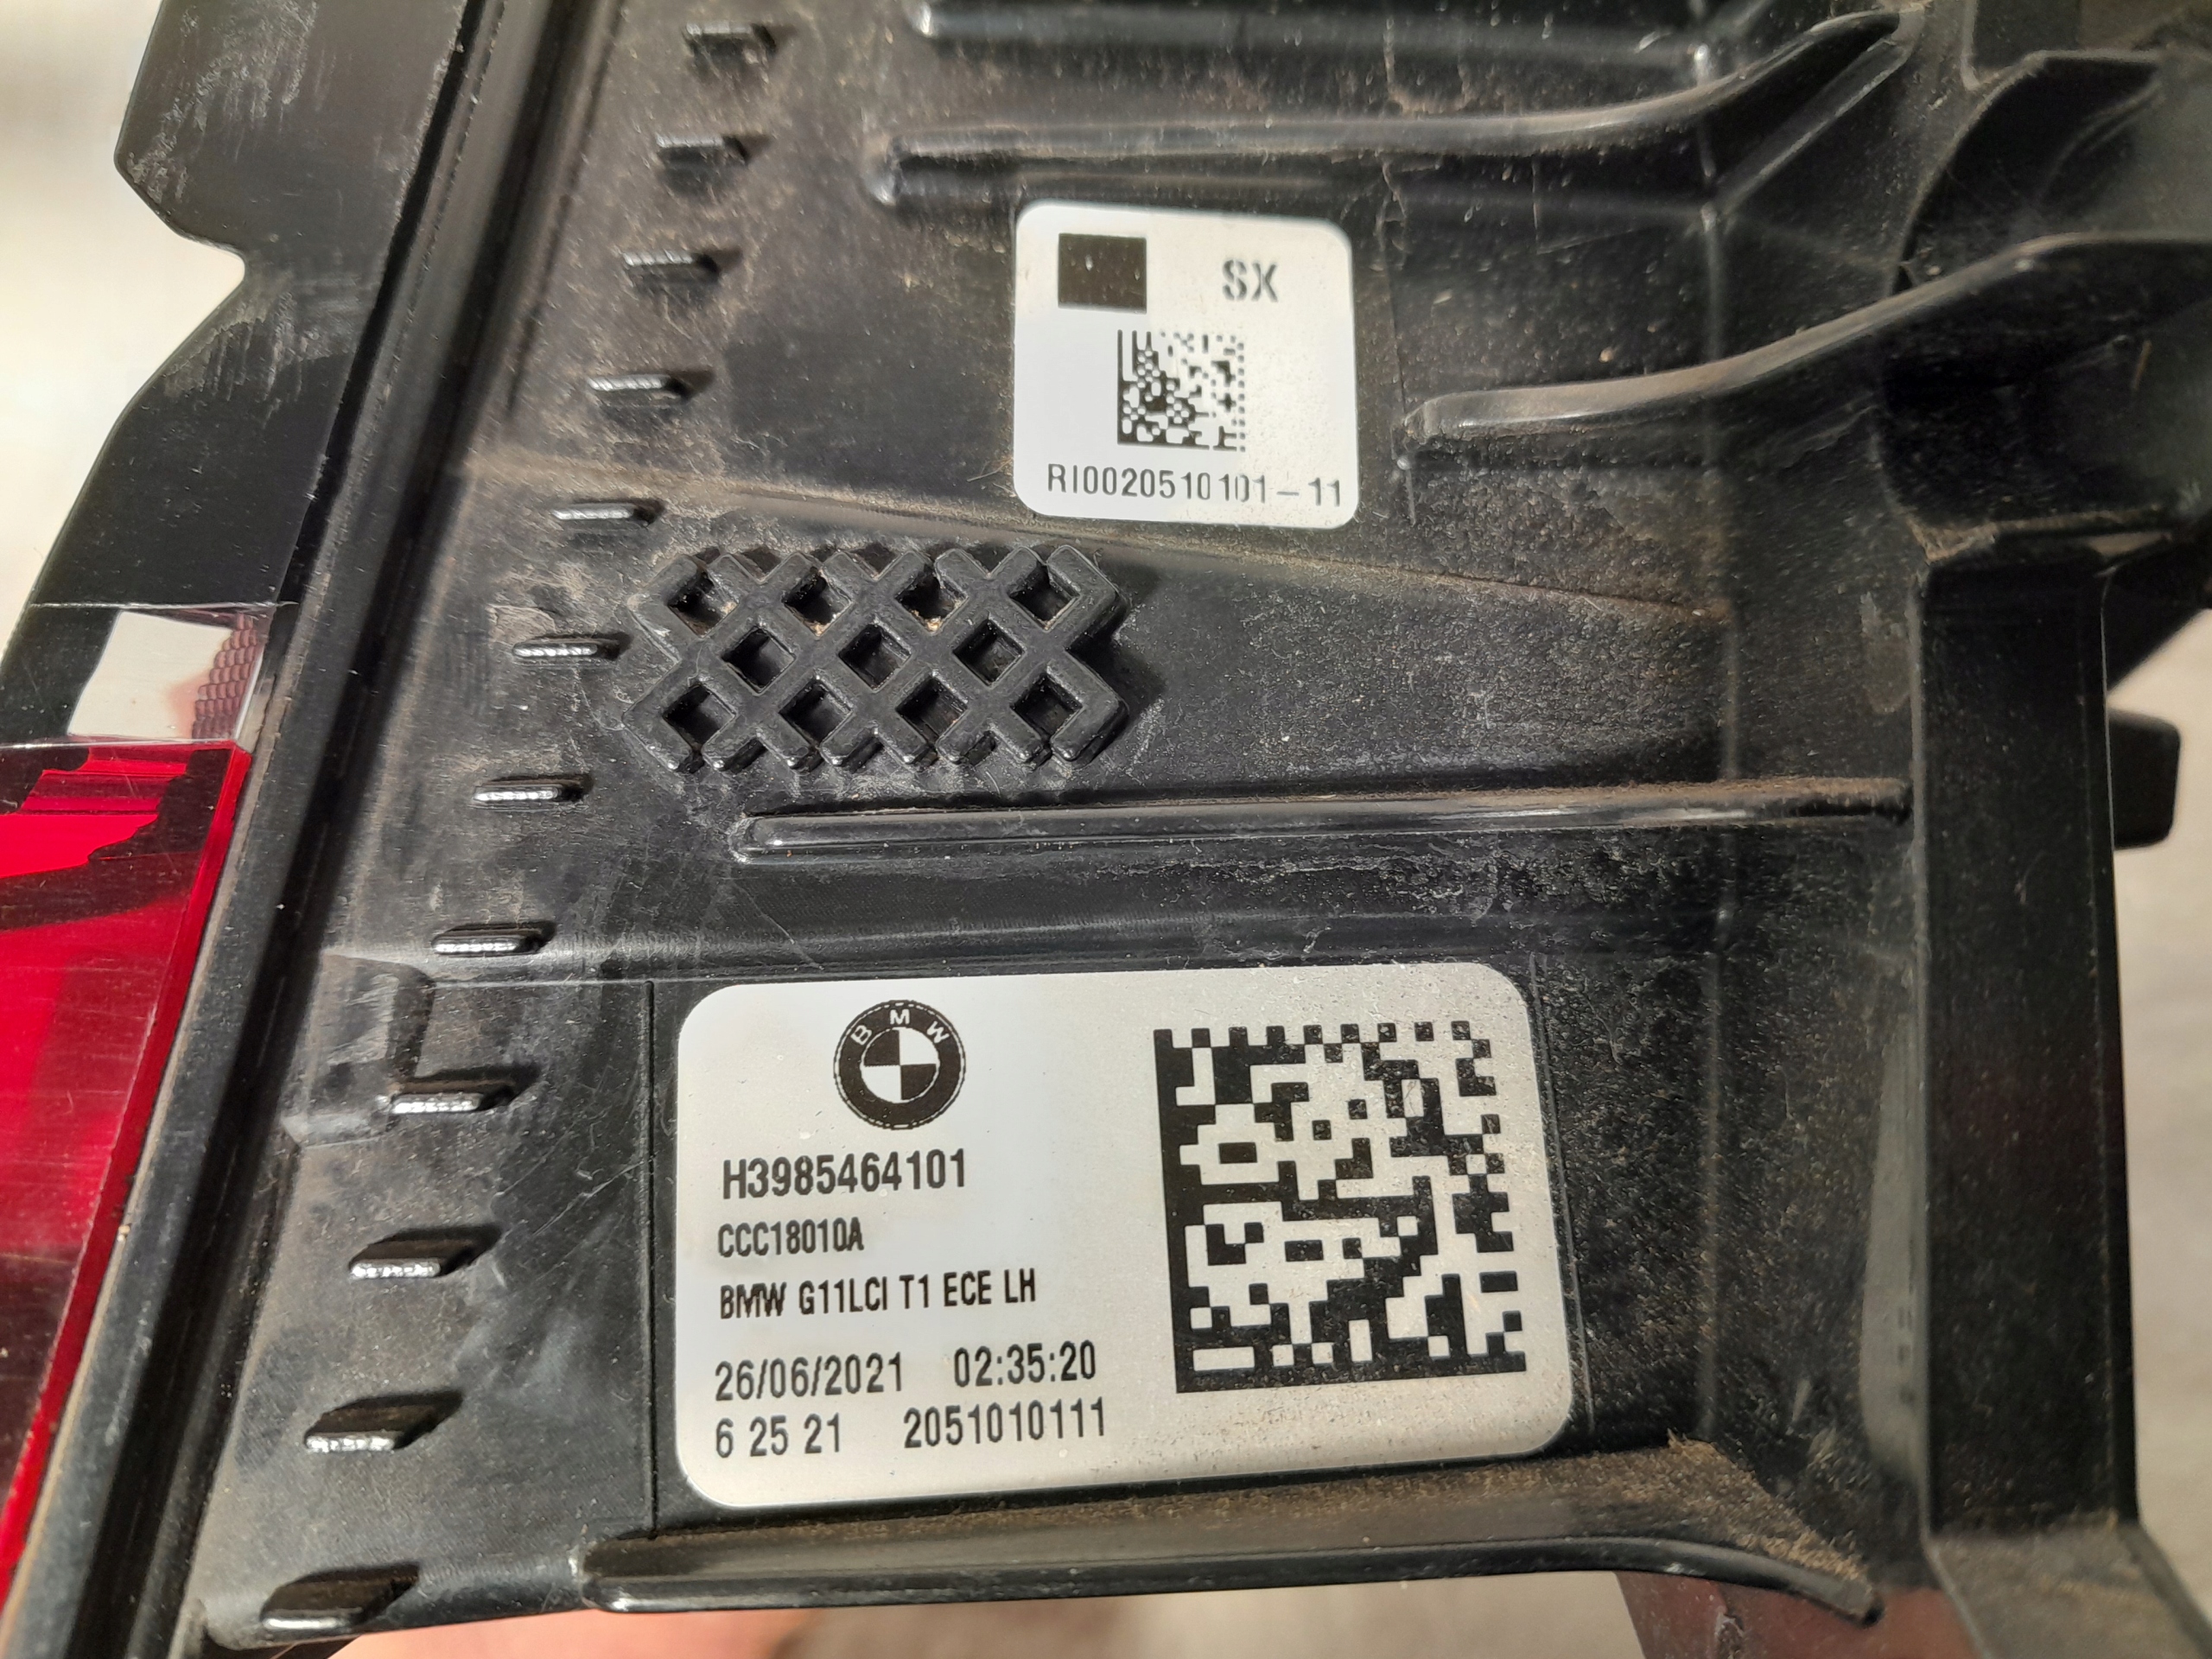 SX
RI0020510101-11
BMW
H3985464101
CCC18010A
BMW G11LCI T1 ECE LH
26/06/2021 02:35:20
6 25 21 2051010111